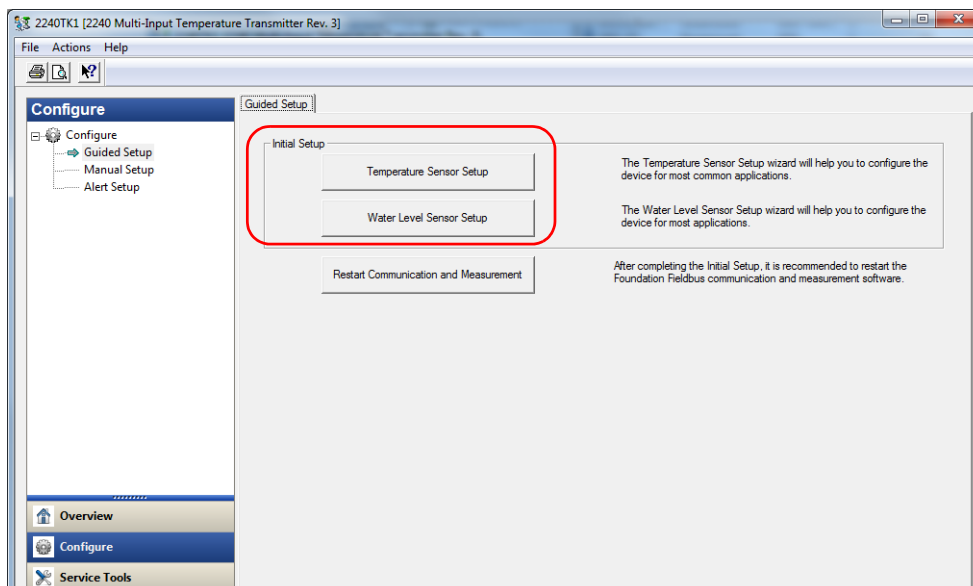 2240TK1 [2240 Multi-Input Temperature Transmitter Rev. 3]
File Actions Help
Configure
Configure
Guided Setup
Manual Setup
Alert Setup
Overview
Configure
Service Tools
Guided Setup
Initial Setup
Temperature Sensor Setup
The Temperature Sensor Setup wizard will help you to configure the
device for most common applications.
Water Level Sensor Setup
The Water Level Sensor Setup wizard will help you to configure the
device for most applications.
Restart Communication and Measurement
After completing the Initial Setup, it is recommended to restart the
Foundation Fieldbus communication and measurement software.